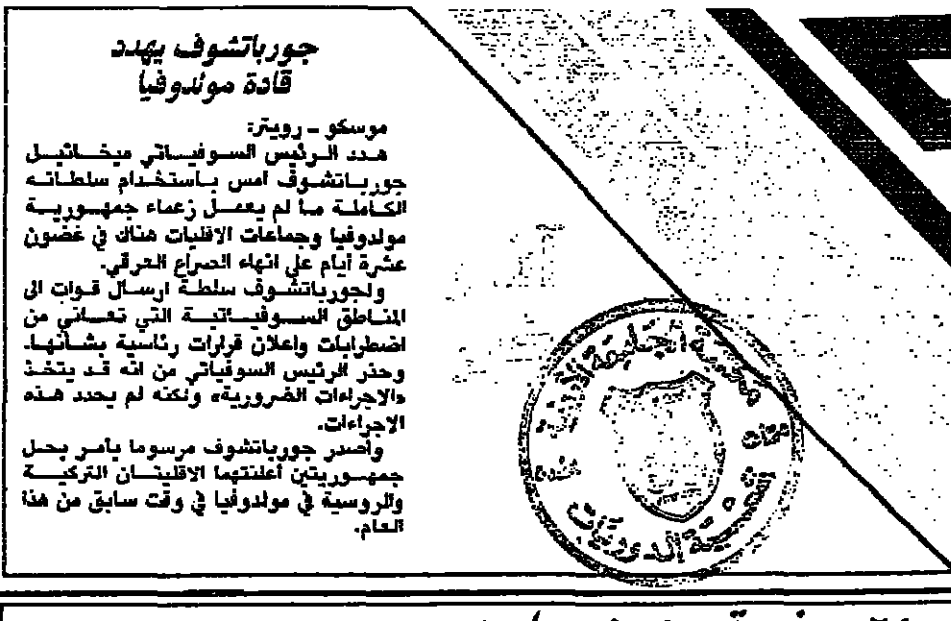 جورباتشوف يهدد
قادة مولدوفيا
موسكو - رويتر:
هدد الرئيس السوفياتي ميخائيل
جورباتشوف امس باستخدام سلطاته
الكاملة ما لم يعمل زعماء جمهورية
مولدوفيا وجماعات الاقليات هناك في غضون
عشرة أيام على انهاء الصراع العرقي.
ولجورباتشوف سلطة ارسال قوات الى
المناطق السوفياتية التي تعاني من
اضطرابات واعلان قرارات رئاسية بشأنها.
وحذر الرئيس السوفياتي من انه قد يتخذ
«الاجراءات الضرورية» ولكنه لم يحدد هذه
الاجراءات.
وأصدر جورباتشوف مرسوما يأمر بحل
جمهوريتين أعلنتهما الاقليتان التركية
والروسية في مولدوفيا في وقت سابق من هذا
العام.